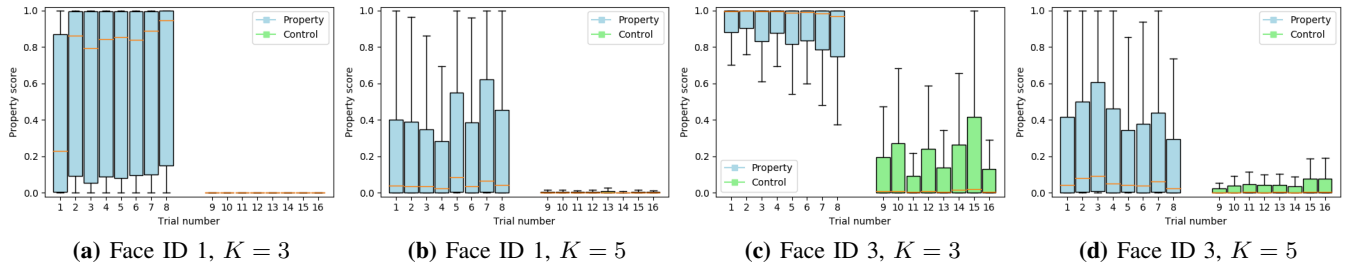 Property score
1.0
0.8
0.6
0.4
0.2
0.0
Property
Control
1 2 3 4 5 6 7 8 9 10 11 12 13 14 15 16
Trial number
(a) Face ID 1, K = 3
Property score
1.0
0.8
0.6
0.4
0.2
0.0
Property
Control
1 2 3 4 5 6 7 8 9 10 11 12 13 14 15 16
Trial number
(b) Face ID 1, K = 5
Property score
1.0
0.8
0.6
0.4
0.2
0.0
Property
Control
1 2 3 4 5 6 7 8 9 10 11 12 13 14 15 16
Trial number
(c) Face ID 3, K = 3
Property score
1.0
0.8
0.6
0.4
0.2
0.0
Property
Control
1 2 3 4 5 6 7 8 9 10 11 12 13 14 15 16
Trial number
(d) Face ID 3, K = 5